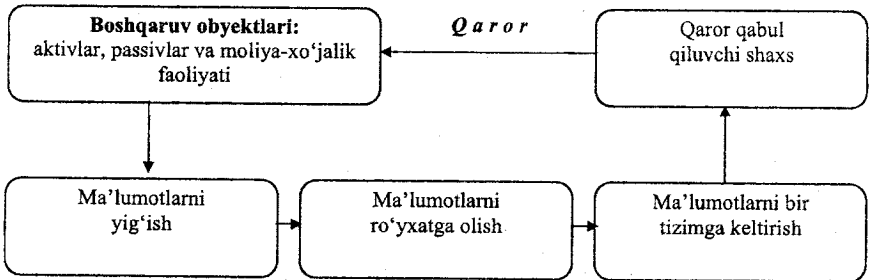 Boshqaruv obyektlari:
aktivlar, passivlar va moliya-xo‘jalik
faoliyati
Qaror
Qaror qabul
qiluvchi shaxs
Ma’lumotlarni
yig‘ish
Ma’lumotlarni
ro‘yxatga olish
Ma’lumotlarni bir
tizimga keltirish